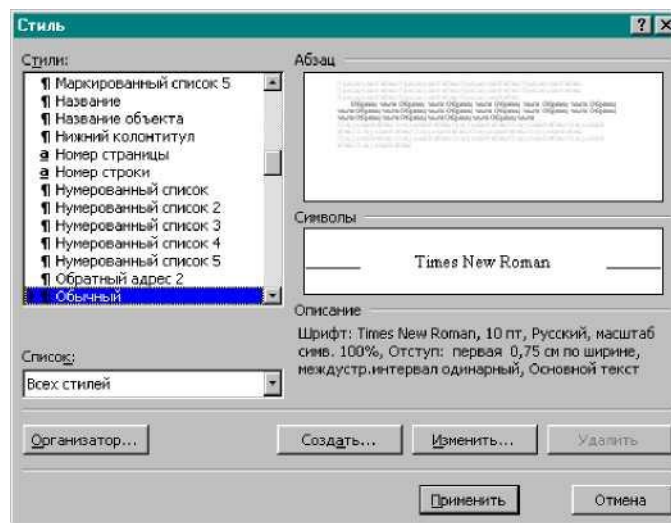 Стиль
Стили:
¶ Маркированный список 5
¶ Название
¶ Название объекта
¶ Нижний колонтитул
a Номер страницы
a Номер строки
¶ Нумерованный список
¶ Нумерованный список 2
¶ Нумерованный список 3
¶ Нумерованный список 4
¶ Нумерованный список 5
¶ Обратный адрес 2
¶ Обычный
Список:
Всех стилей
Абзац
Символы
Times New Roman
Описание
Шрифт: Times New Roman, 10 пт, Русский, масштаб
симв. 100%, Отступ: первая 0,75 см по ширине,
междустр.интервал одинарный, Основной текст
Организатор...
Создать...
Изменить...
Удалить
Применить
Отмена